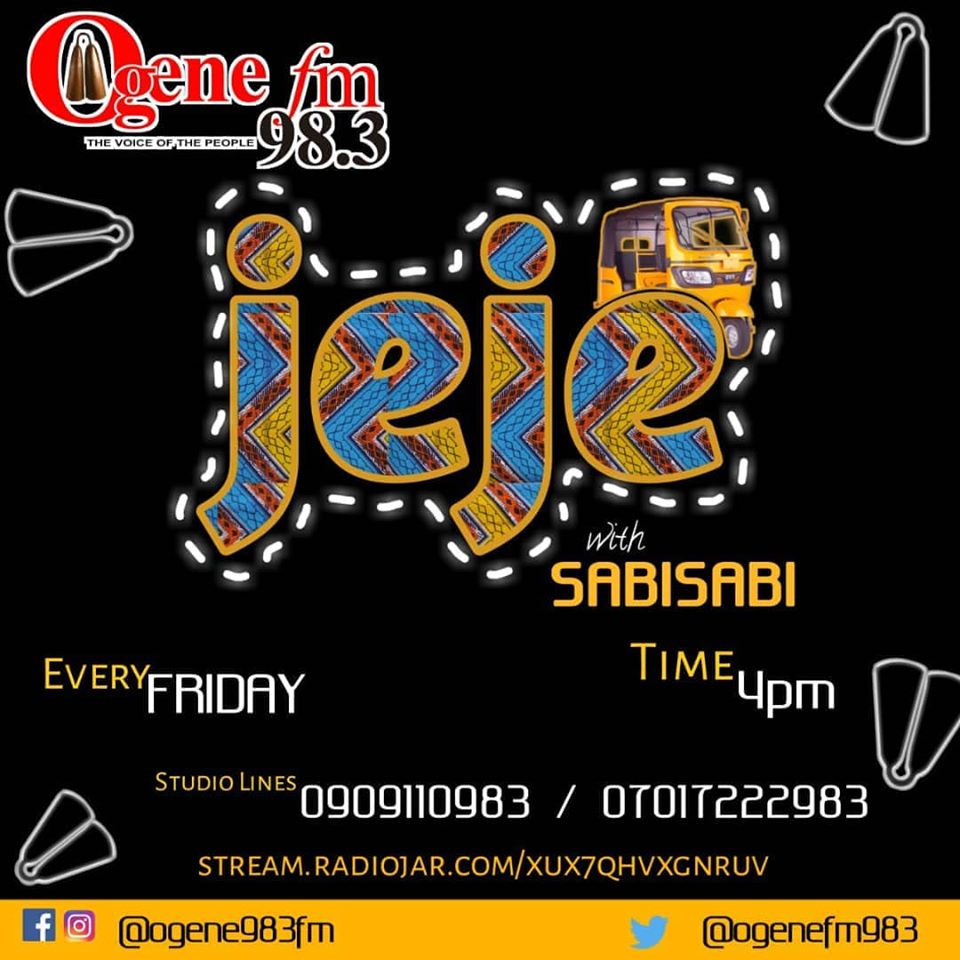 Ogene fm
98.3
THE VOICE OF THE PEOPLE
jeje
with
SABISABI
EVERY FRIDAY
TIME 4pm
STUDIO LINES 0909110983 / 07017222983
STREAM.RADIOJAR.COM/XUX7QHVXGNRUV
@ogene983fm
@ogenefm983